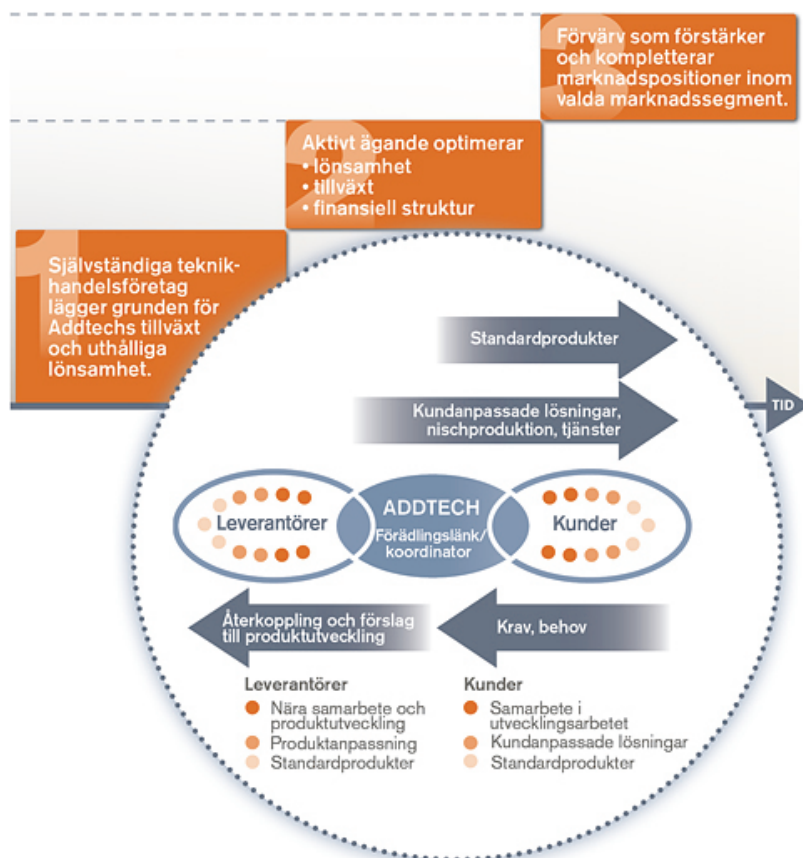 3
Förvärv som förstärker
och kompletterar
marknadspositioner inom
valda marknadssegment.
2
Aktivt ägande optimerar
• lönsamhet
• tillväxt
• finansiell struktur
1
Självständiga teknik-
handelsföretag
lägger grunden för
Addtechs tillväxt
och uthålliga
lönsamhet.
Standardprodukter
TID
Kundanpassade lösningar,
nischproduktion, tjänster
Leverantörer
ADDTECH
Förädlingslänk/
koordinator
Kunder
Återkoppling och förslag
till produktutveckling
Krav, behov
Leverantörer
Nära samarbete och
produktutveckling
Produktanpassning
Standardprodukter
Kunder
Samarbete i
utvecklingsarbetet
Kundanpassade lösningar
Standardprodukter